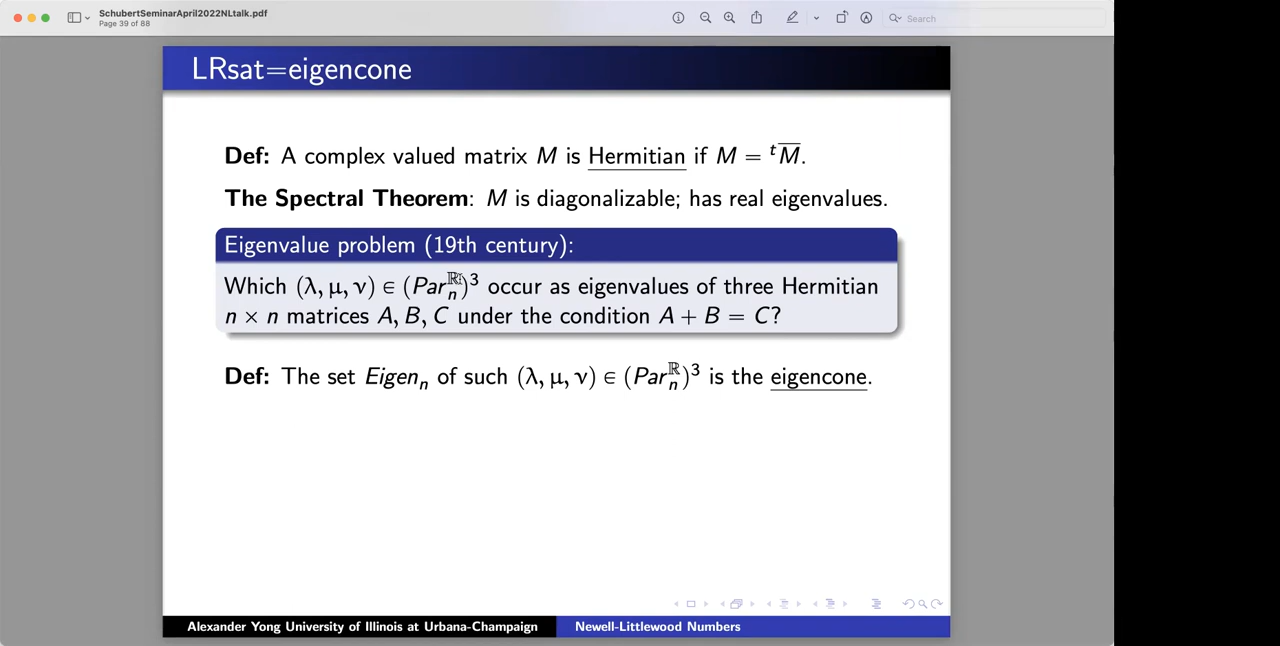 SchubertSeminarApril2022NLtalk.pdf
Page 39 of 88
Search
LRsat=eigencone
Def: A complex valued matrix M is Hermitian if M = ᵗM̅.
The Spectral Theorem: M is diagonalizable; has real eigenvalues.
Eigenvalue problem (19th century):
Which (λ, μ, ν) ∈ (Parₙ^ℝ)³ occur as eigenvalues of three Hermitian
n × n matrices A, B, C under the condition A + B = C?
Def: The set Eigenₙ of such (λ, μ, ν) ∈ (Parₙ^ℝ)³ is the eigencone.
Alexander Yong University of Illinois at Urbana-Champaign
Newell-Littlewood Numbers